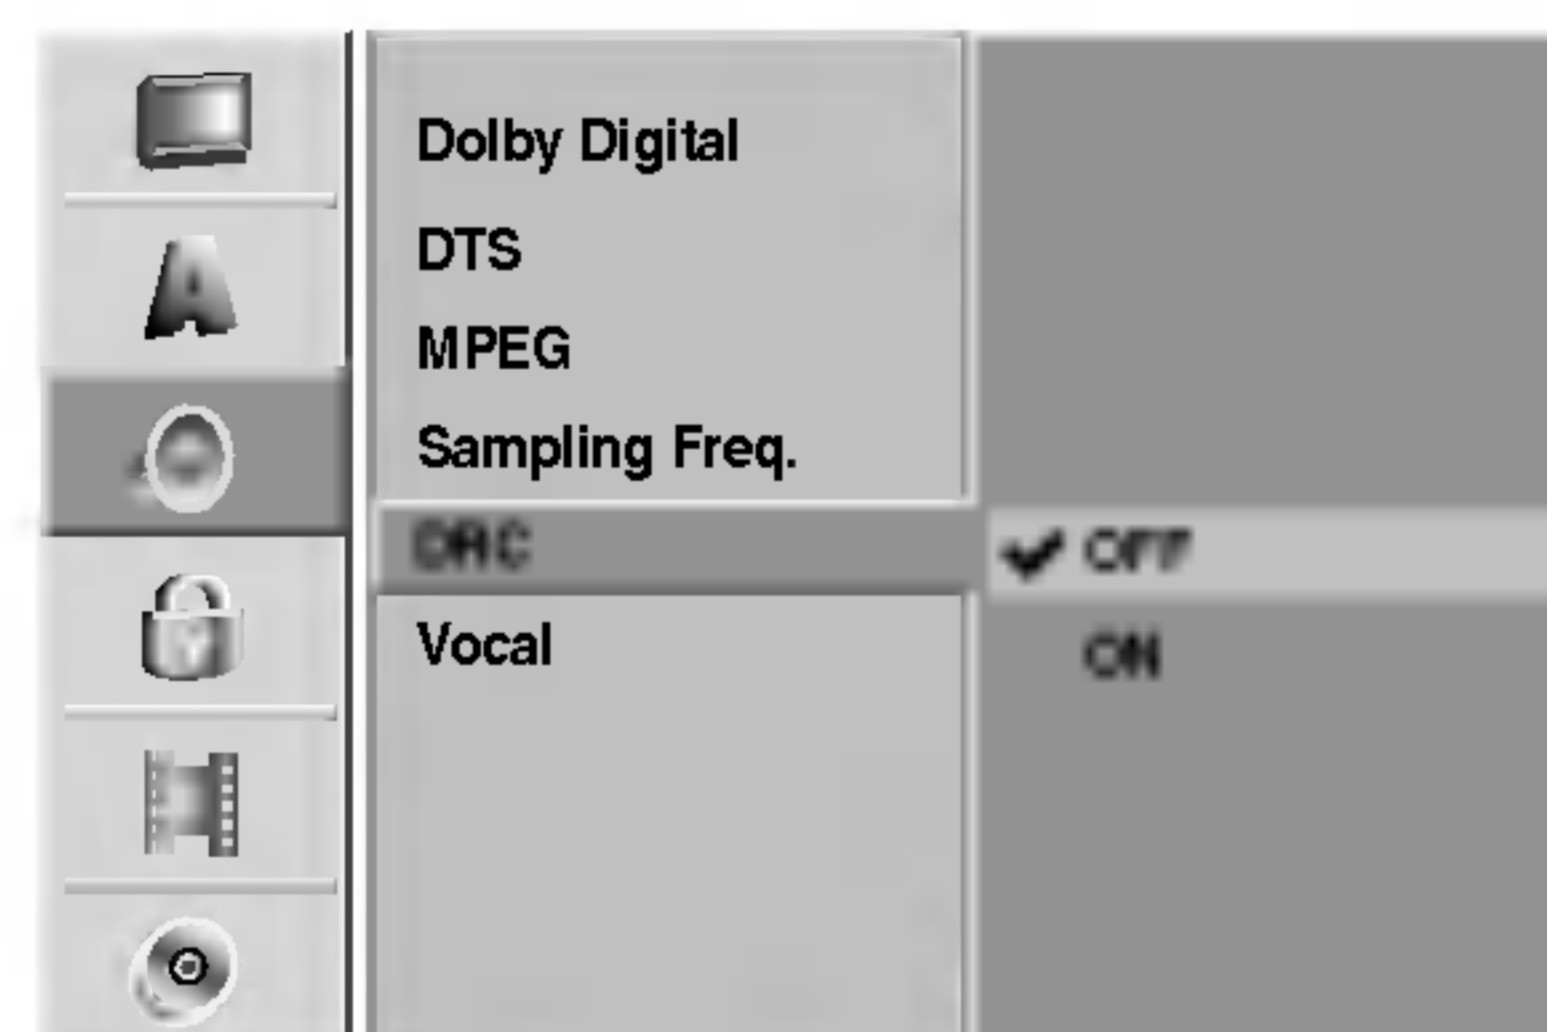 Dolby Digital
DTS
MPEG
Sampling Freq.
DRC
OFF
ON
Vocal